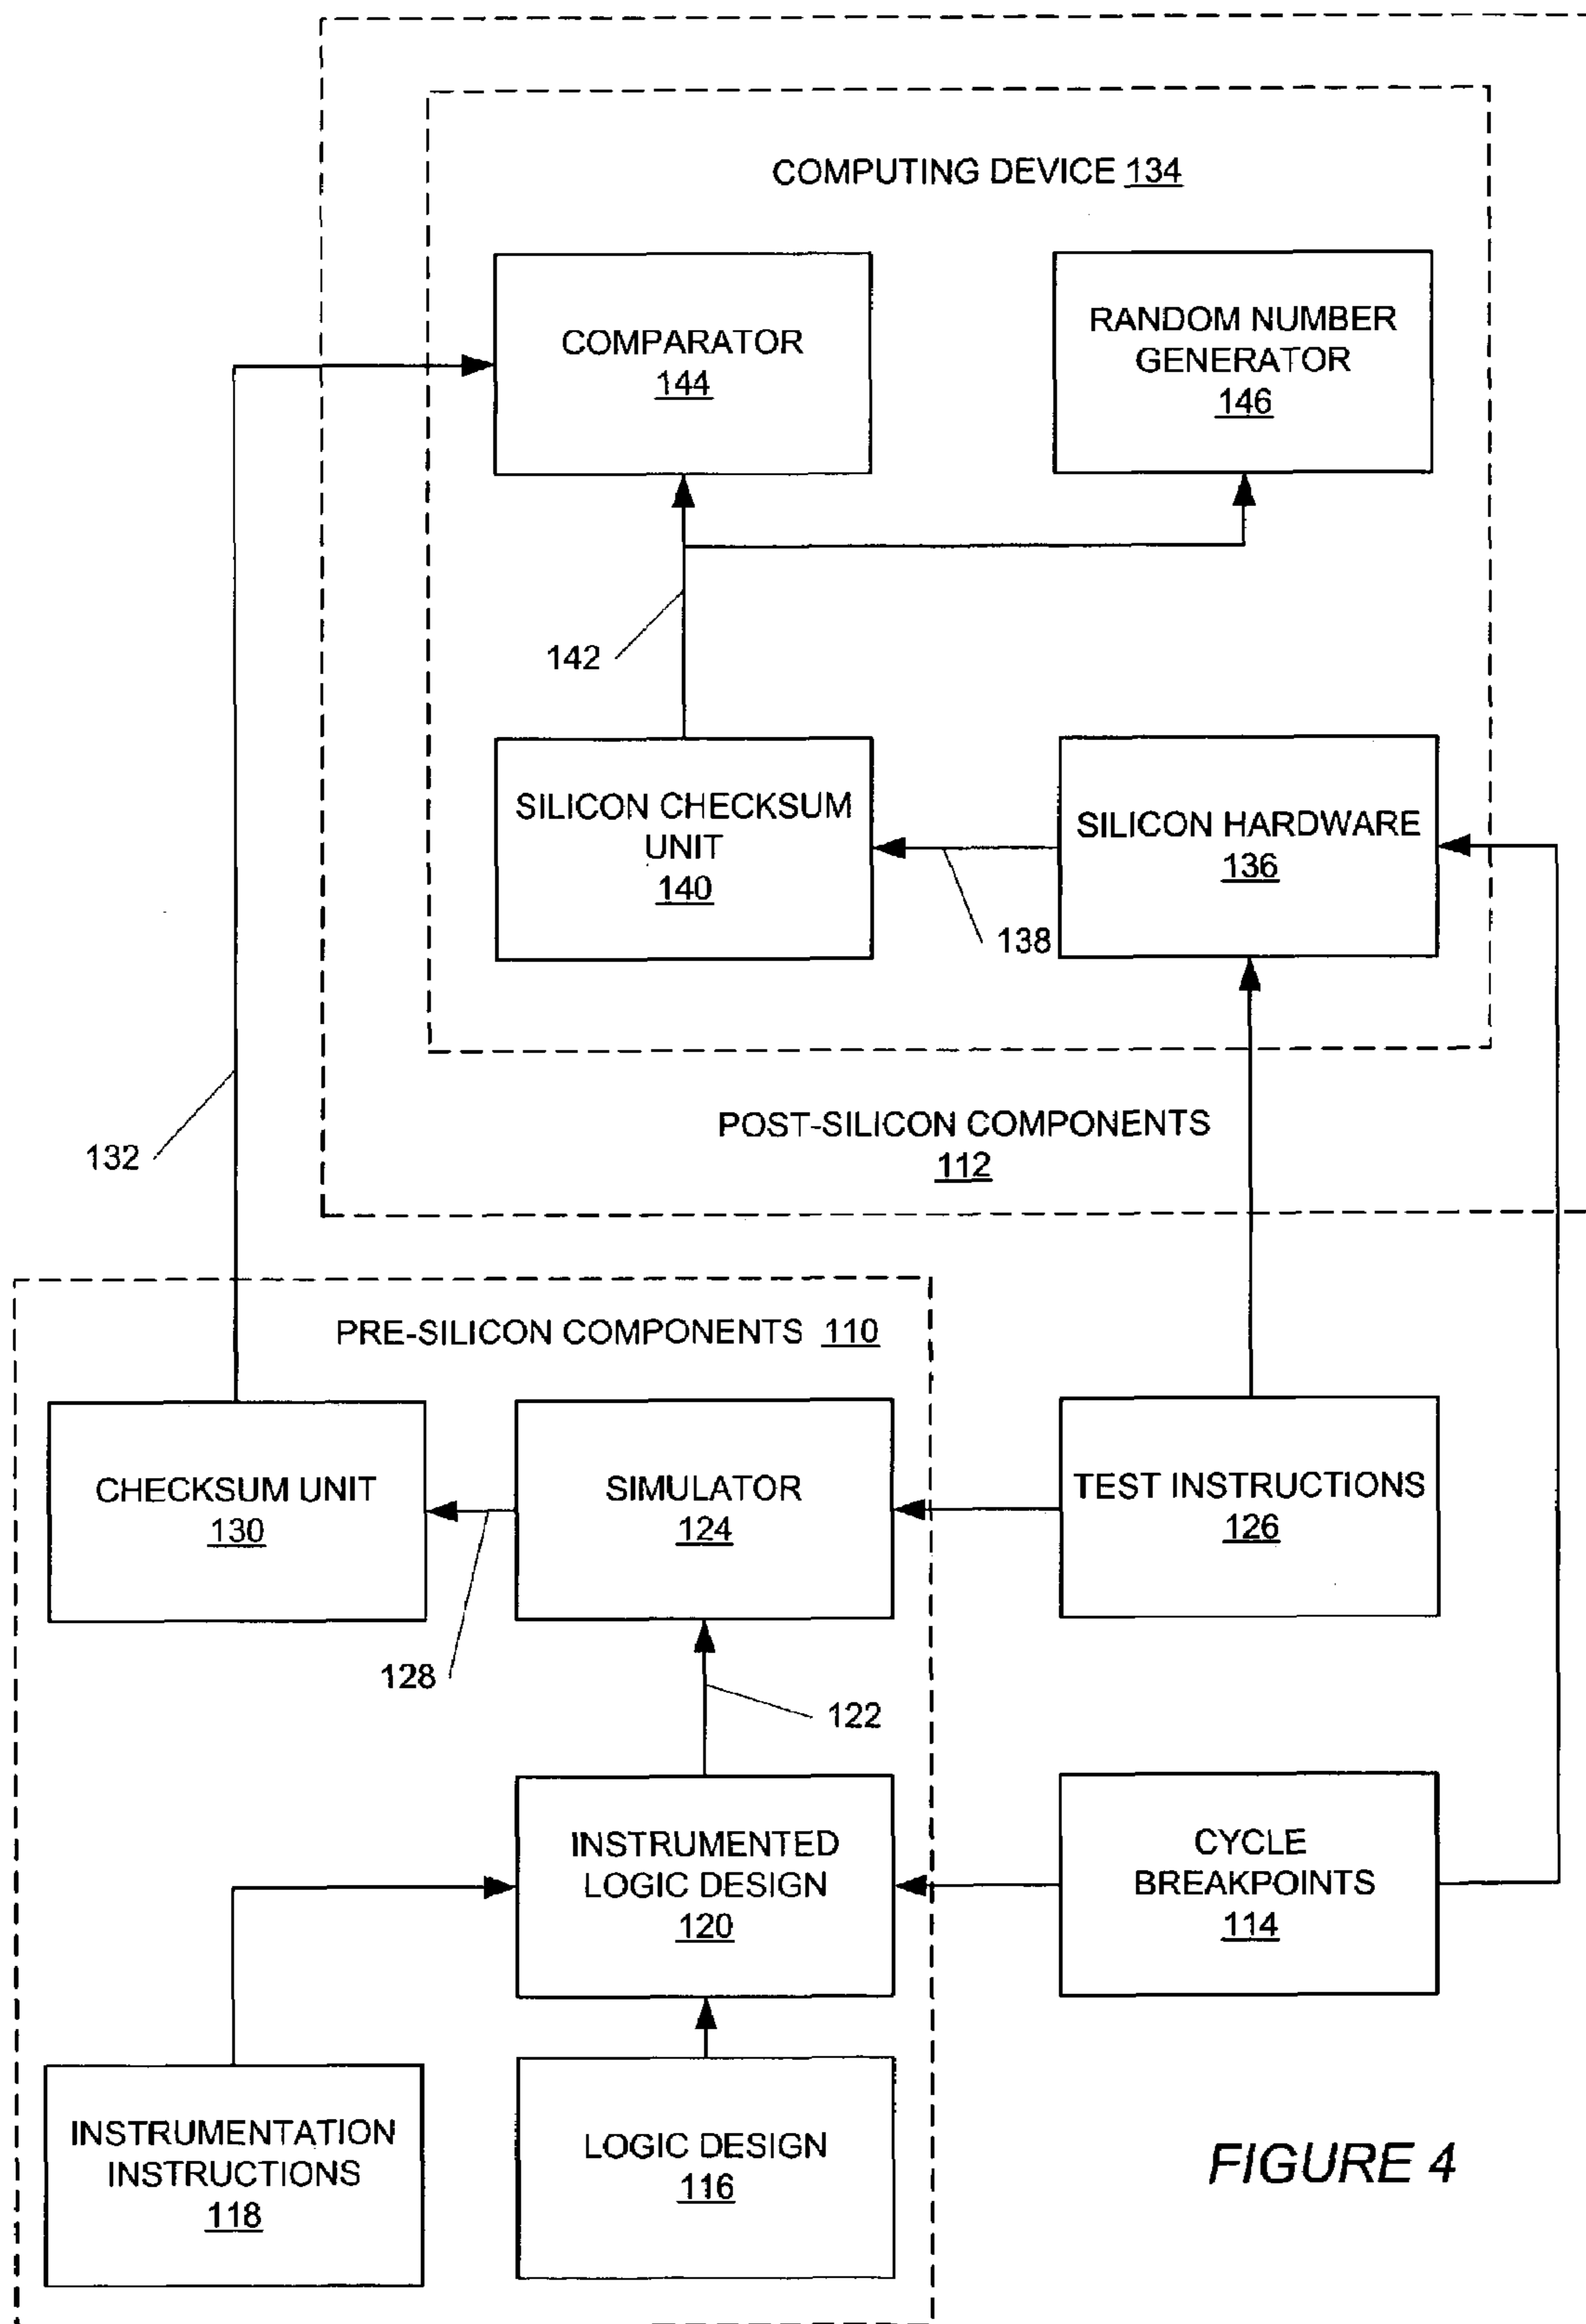 COMPUTING DEVICE 134
COMPARATOR
144
RANDOM NUMBER
GENERATOR
146
142
SILICON CHECKSUM
UNIT
140
SILICON HARDWARE
136
138
POST-SILICON COMPONENTS
112
132
PRE-SILICON COMPONENTS 110
CHECKSUM UNIT
130
SIMULATOR
124
TEST INSTRUCTIONS
126
128
122
INSTRUMENTED
LOGIC DESIGN
120
CYCLE
BREAKPOINTS
114
INSTRUMENTATION
INSTRUCTIONS
118
LOGIC DESIGN
116
FIGURE 4